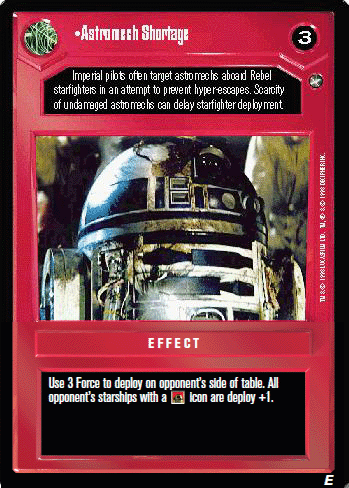 •Astromech Shortage
3
Imperial pilots often target astromechs aboard Rebel
starfighters in an attempt to prevent hyper-escapes. Scarcity
of undamaged astromechs can delay starfighter deployment.
EFFECT
Use 3 Force to deploy on opponent's side of table. All
opponent's starships with a icon are deploy +1.
E